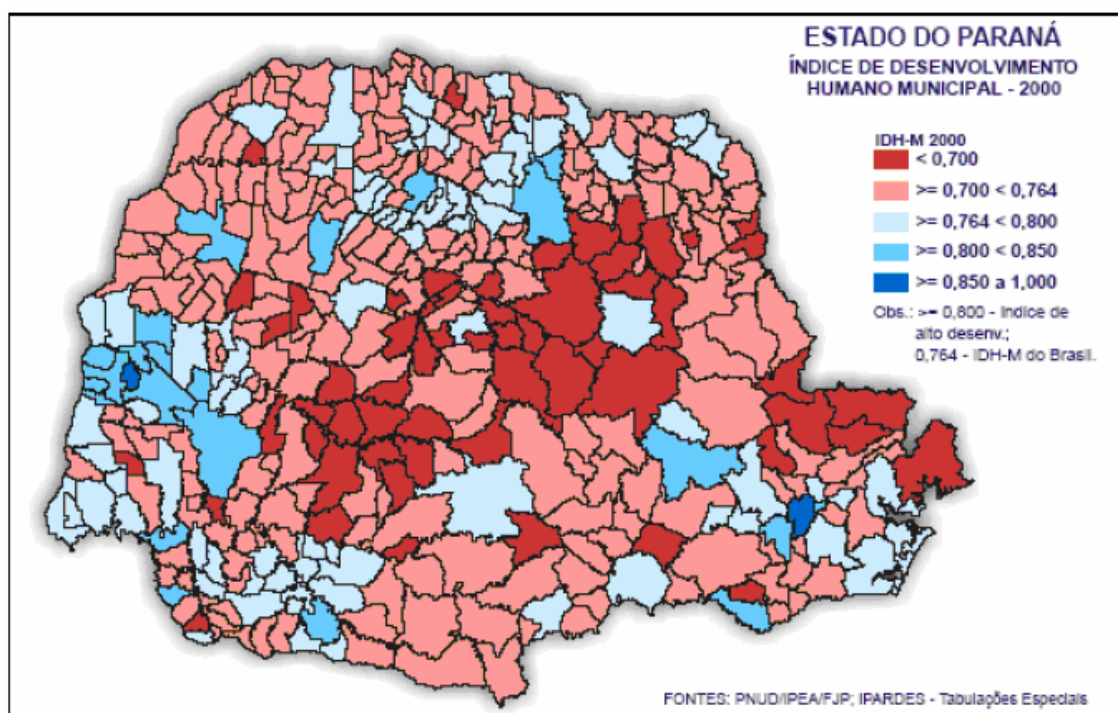 ESTADO DO PARANÁ
ÍNDICE DE DESENVOLVIMENTO
HUMANO MUNICIPAL - 2000
IDH-M 2000
< 0,700
>= 0,700 < 0,764
>= 0,764 < 0,800
>= 0,800 < 0,850
>= 0,850 a 1,000
Obs.: >= 0,800 - Indice de
alto desenv.;
0,764 - IDH-M do Brasil.
FONTES: PNUD/IPEA/FJP; IPARDES - Tabulações Especiais